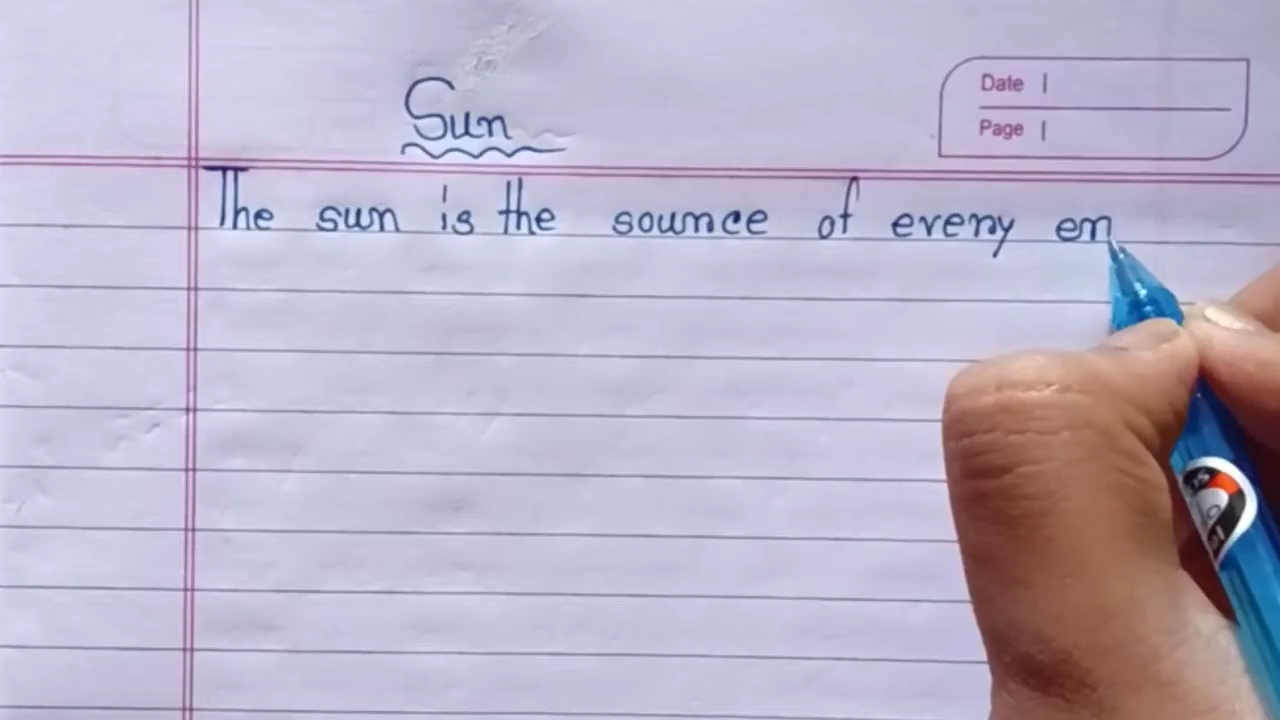 Sun
Date
Page
The sun is the source of every en